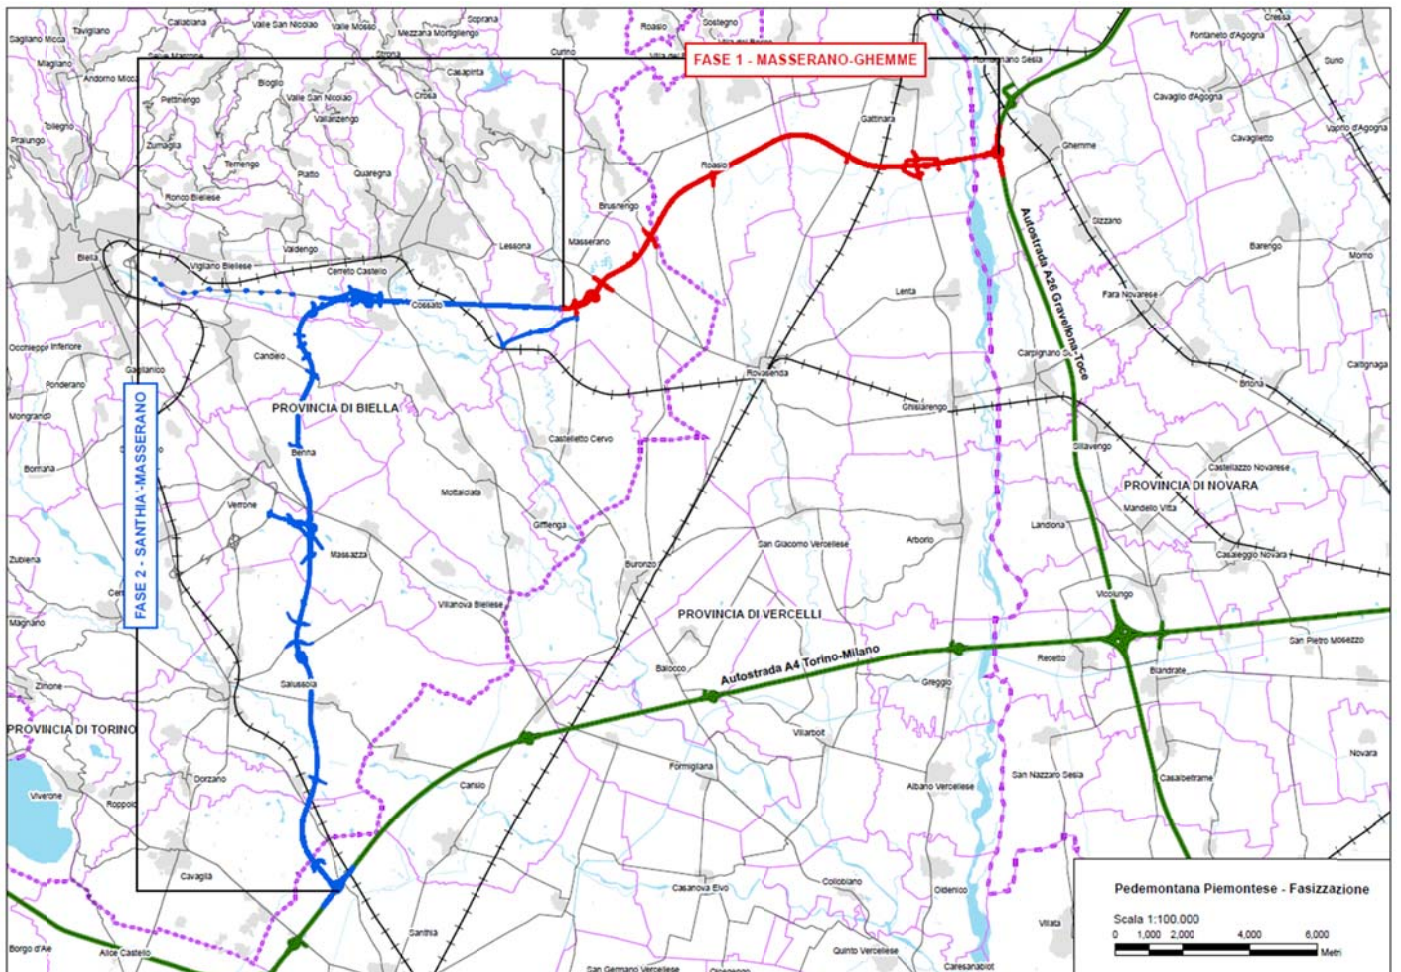 Soprana
Cressa
Tavigliano
Callabiana
Valle San Nicolao
Valle Mosso
Mezzana Mortigliengo
Roasio
Sostegno
Fontaneto d'Agogna
Sagliano Micca
Strona
Curino
FASE 1 - MASSERANO-GHEMME
Romagnano Sesia
Suno
Magliano
Andorno Micca
Bioglio
Casapinta
Pettinengo
Valle San Nicolao
Crosa
Cavaglio d'Agogna
Vallanzengo
Gattinara
Vaprio d'Agogna
Pralungo
Zumaglia
Ghemme
Cavaglietto
Ternengo
Piatto
Quaregna
Roasio
Ronco Biellese
Brusnengo
Sizzano
Valdengo
Lessona
Masserano
Barengo
Momo
Biella
Vigliano Biellese
Cerreto Castello
Autostrada A26 Gravellona-Toce
Cossato
Lenta
Fara Novarese
Occhieppo Inferiore
Candelo
Carpignano
Gaglianico
Caltignaga
Ponderano
Rovasenda
Briona
Mongrando
PROVINCIA DI BIELLA
Ghislarengo
FASE 2 - SANTHIA'-MASSERANO
Castelletto Cervo
Sillavengo
Benna
Borriana
Castellazzo Novarese
Mottalciata
PROVINCIA DI NOVARA
Verrone
Mandello Vitta
Gifflenga
Landona
Massazza
San Giacomo Vercellese
Arborio
Casaleggio Novara
Zubiena
Buronzo
Vicolungo
Villanova Biellese
PROVINCIA DI VERCELLI
Magnano
San Pietro Mosezzo
Autostrada A4 Torino-Milano
Recetto
Balocco
Biandrate
Salussola
Greggio
Zimone
PROVINCIA DI TORINO
Villarboit
Novara
Formigliana
San Nazzaro Sesia
Dorzano
Casalbeltrame
Carisio
Albano Vercellese
Viverone
Roppolo
Cavaglià
Collobiano
Casanova Elvo
Oldenico
Pedemontana Piemontese - Fasizzazione
Scala 1:100.000
0 1,000 2,000 4,000 6,000
Metri
Villata
Santhià
Borgo d'Ale
Alice Castello
Quinto Vercellese
San Germano Vercellese
Caresanablot